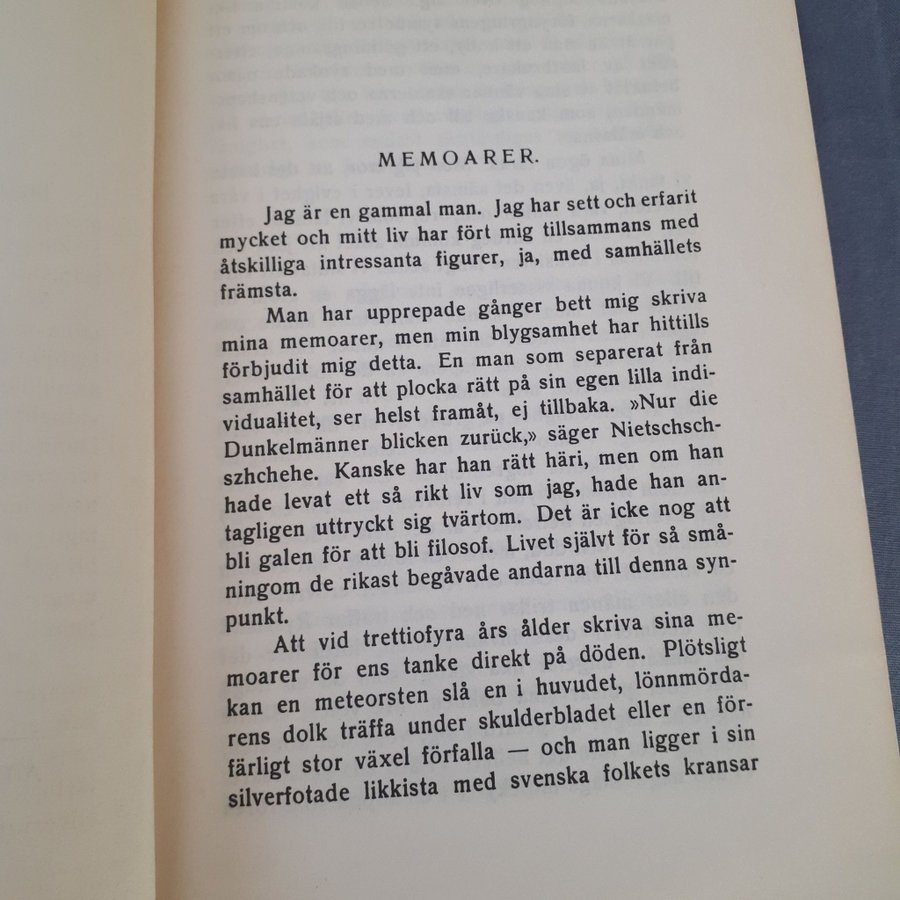 MEMOARER.
Jag är en gammal man. Jag har sett och erfarit
mycket och mitt liv har fört mig tillsammans med
åtskilliga intressanta figurer, ja, med samhällets
främsta.
Man har upprepade gånger bett mig skriva
mina memoarer, men min blygsamhet har hittills
förbjudit mig detta. En man som separerat från
samhället för att plocka rätt på sin egen lilla indi-
vidualitet, ser helst framåt, ej tillbaka. »Nur die
Dunkelmänner blicken zurück,» säger Nietschsch-
szhchehe. Kanske har han rätt häri, men om han
hade levat ett så rikt liv som jag, hade han an-
tagligen uttryckt sig tvärtom. Det är icke nog att
bli galen för att bli filosof. Livet självt för så små-
ningom de rikast begåvade andarna till denna syn-
punkt.
Att vid trettiofyra års ålder skriva sina me-
moarer för ens tanke direkt på döden. Plötsligt
kan en meteorsten slå en i huvudet, lönnmörda-
rens dolk träffa under skulderbladet eller en för-
färligt stor växel förfalla — och man ligger i sin
silverfotade likkista med svenska folkets kransar